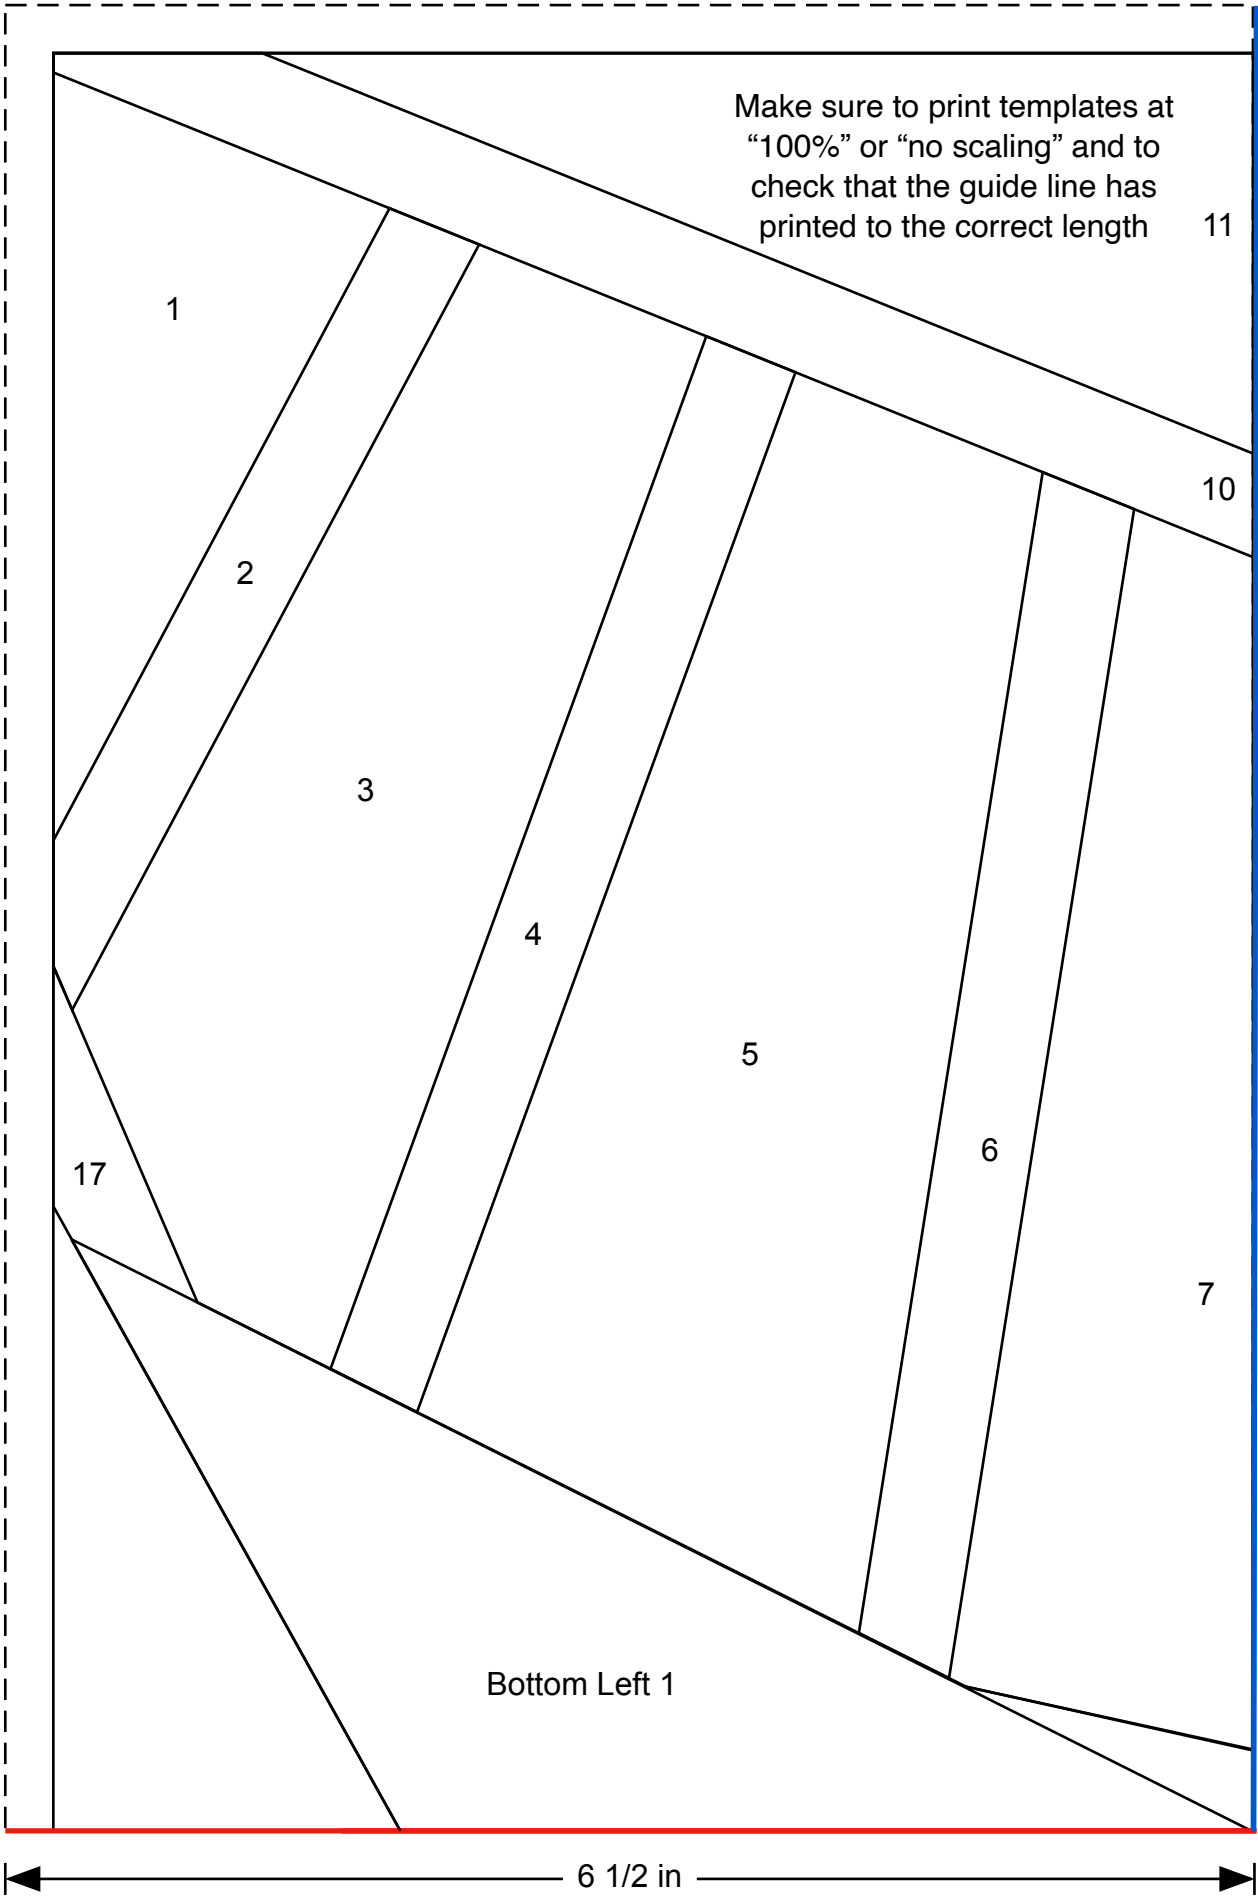 Make sure to print templates at
“100%” or “no scaling” and to
check that the guide line has
printed to the correct length
11
1
10
2
3
4
5
6
17
7
Bottom Left 1
6 1/2 in